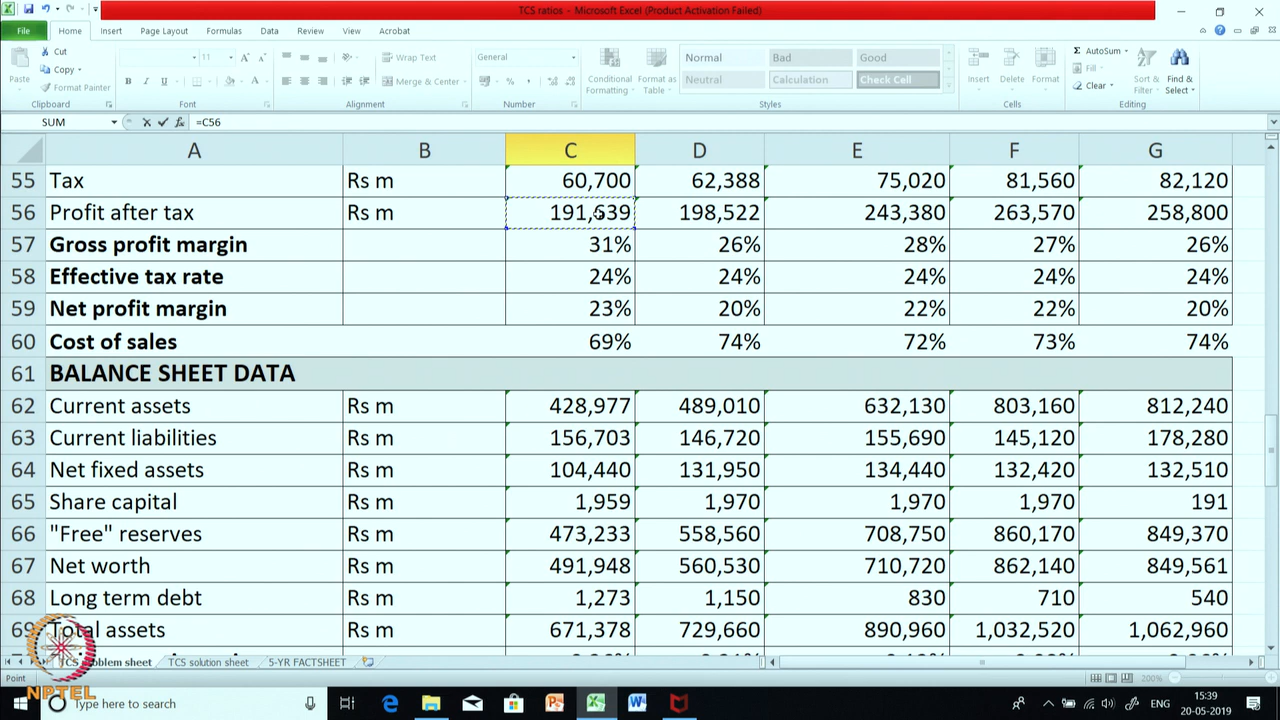 TCS ratios - Microsoft Excel (Product Activation Failed)
File Home Insert Page Layout Formulas Data Review View Acrobat
Paste Cut Copy Format Painter
11 A A B I U A
Wrap Text Merge & Center
General % ,
Conditional Formatting Format as Table
Normal Bad Good
Neutral Calculation Check Cell
Insert Delete Format
Σ AutoSum Fill Clear Sort & Filter Find & Select
Clipboard Font Alignment Number Styles Cells Editing
SUM fx =C56
A B C D E F G
55 Tax Rs m 60,700 62,388 75,020 81,560 82,120
56 Profit after tax Rs m 198,522 243,380 263,570 258,800
57 Gross profit margin 31% 26% 28% 27% 26%
58 Effective tax rate 24% 24% 24% 24% 24%
59 Net profit margin 23% 20% 22% 22% 20%
60 Cost of sales 69% 74% 72% 73% 74%
61 BALANCE SHEET DATA
62 Current assets Rs m 428,977 489,010 632,130 803,160 812,240
63 Current liabilities Rs m 156,703 146,720 155,690 145,120 178,280
64 Net fixed assets Rs m 104,440 131,950 134,440 132,420 132,510
65 Share capital Rs m 1,959 1,970 1,970 1,970 191
66 "Free" reserves Rs m 473,233 558,560 708,750 860,170 849,370
67 Net worth Rs m 491,948 560,530 710,720 862,140 849,561
68 Long term debt Rs m 1,273 1,150 830 710 540
69 Total assets Rs m 671,378 729,660 890,960 1,032,520 1,062,960
TCS problem sheet TCS solution sheet 5-YR FACTSHEET
Point 200%
NPTEL
Type here to search
ENG 15:39
20-05-2019